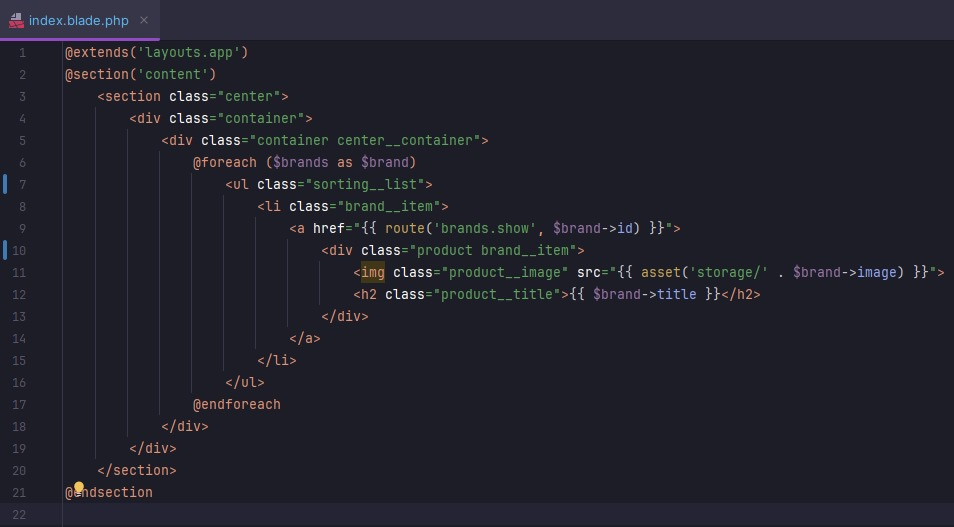 index.blade.php
1 @extends('layouts.app')
2 @section('content')
3     <section class="center">
4         <div class="container">
5             <div class="container center__container">
6                 @foreach ($brands as $brand)
7                     <ul class="sorting__list">
8                         <li class="brand__item">
9                             <a href="{{ route('brands.show', $brand->id) }}">
10                                 <div class="product brand__item">
11                                     <img class="product__image" src="{{ asset('storage/' . $brand->image) }}">
12                                     <h2 class="product__title">{{ $brand->title }}</h2>
13                                 </div>
14                             </a>
15                         </li>
16                     </ul>
17                 @endforeach
18             </div>
19         </div>
20     </section>
21 @endsection
22